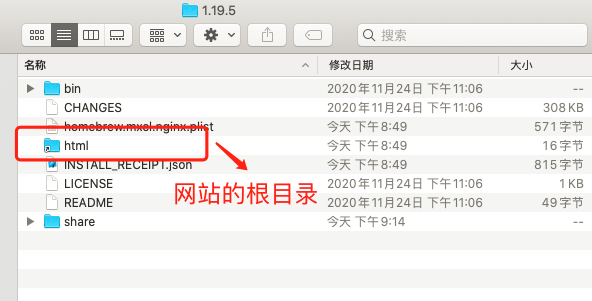 1.19.5
搜索
名称 修改日期 大小
bin 2020年11月24日 下午11:06 --
CHANGES 2020年11月24日 下午11:06 308 KB
homebrew.mxcl.nginx.plist 今天 下午8:49 571 字节
html 今天 下午8:49 16 字节
INSTALL_RECEIPT.json 今天 下午8:49 815 字节
LICENSE 2020年11月24日 下午11:06 1 KB
README 2020年11月24日 下午11:06 49 字节
share 今天 下午9:14 --
网站的根目录